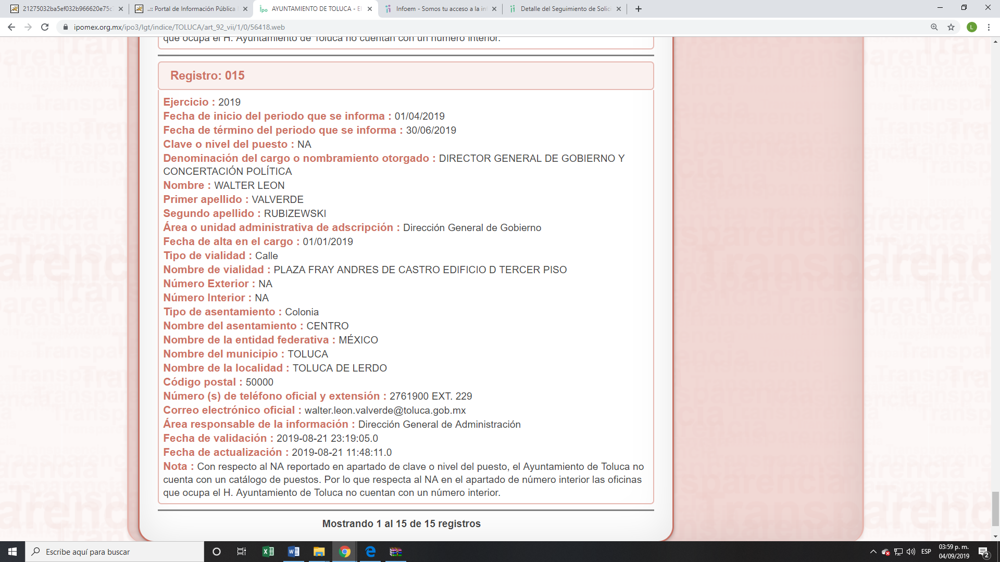 21275032ba5ef032b966620e75c
..:: Portal de Información Pública
AYUNTAMIENTO DE TOLUCA - El
Infoem - Somos tu acceso a la in
Detalle del Seguimiento de Solici
ipomex.org.mx/ipo3/lgt/indice/TOLUCA/art_92_vii/1/0/56418.web
L
que ocupa el H. Ayuntamiento de Toluca no cuentan con un número interior.
Registro: 015
Ejercicio : 2019
Fecha de inicio del periodo que se informa : 01/04/2019
Fecha de término del periodo que se informa : 30/06/2019
Clave o nivel del puesto : NA
Denominación del cargo o nombramiento otorgado : DIRECTOR GENERAL DE GOBIERNO Y
CONCERTACIÓN POLÍTICA
Nombre : WALTER LEON
Primer apellido : VALVERDE
Segundo apellido : RUBIZEWSKI
Área o unidad administrativa de adscripción : Dirección General de Gobierno
Fecha de alta en el cargo : 01/01/2019
Tipo de vialidad : Calle
Nombre de vialidad : PLAZA FRAY ANDRES DE CASTRO EDIFICIO D TERCER PISO
Número Exterior : NA
Número Interior : NA
Tipo de asentamiento : Colonia
Nombre del asentamiento : CENTRO
Nombre de la entidad federativa : MÉXICO
Nombre del municipio : TOLUCA
Nombre de la localidad : TOLUCA DE LERDO
Código postal : 50000
Número (s) de teléfono oficial y extensión : 2761900 EXT. 229
Correo electrónico oficial : walter.leon.valverde@toluca.gob.mx
Área responsable de la información : Dirección General de Administración
Fecha de validación : 2019-08-21 23:19:05.0
Fecha de actualización : 2019-08-21 11:48:11.0
Nota : Con respecto al NA reportado en apartado de clave o nivel del puesto, el Ayuntamiento de Toluca no
cuenta con un catálogo de puestos. Por lo que respecta al NA en el apartado de número interior las oficinas
que ocupa el H. Ayuntamiento de Toluca no cuentan con un número interior.
Mostrando 1 al 15 de 15 registros
Escribe aquí para buscar
ESP
03:59 p. m.
04/09/2019
2